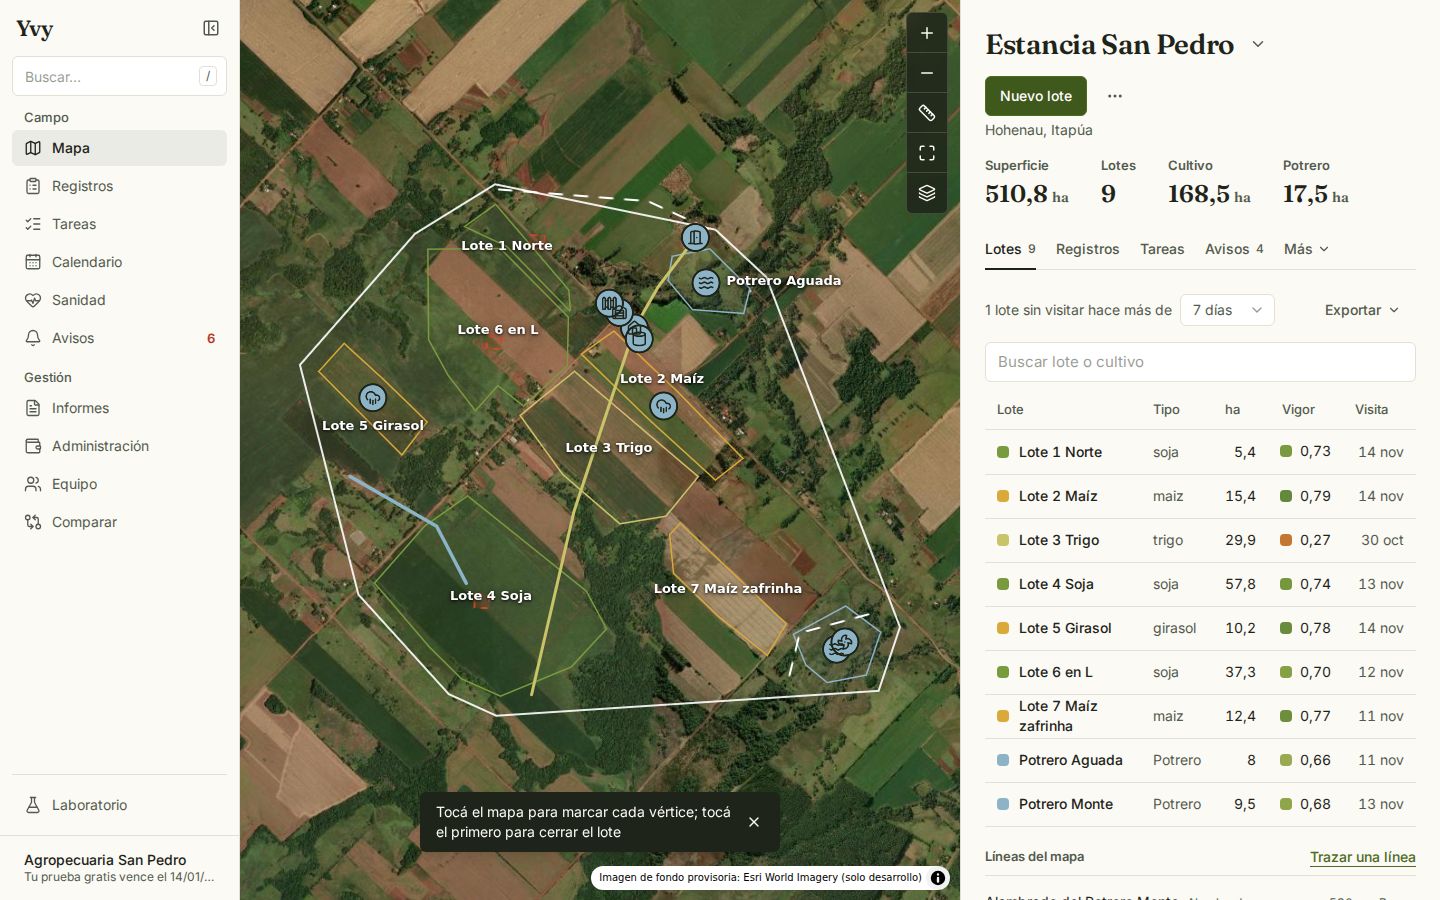 Yvy
Buscar...
/
Campo
Mapa
Registros
Tareas
Calendario
Sanidad
Avisos 6
Gestión
Informes
Administración
Equipo
Comparar
Laboratorio
Agropecuaria San Pedro
Tu prueba gratis vence el 14/01/...
Lote 1 Norte
Potrero Aguada
Lote 6 en L
Lote 2 Maíz
Lote 5 Girasol
Lote 3 Trigo
Lote 4 Soja
Lote 7 Maíz zafrinha
Tocá el mapa para marcar cada vértice; tocá
el primero para cerrar el lote
Imagen de fondo provisoria: Esri World Imagery (solo desarrollo)
Estancia San Pedro
Nuevo lote
Hohenau, Itapúa
Superficie Lotes Cultivo Potrero
510,8 ha 9 168,5 ha 17,5 ha
Lotes 9 Registros Tareas Avisos 4 Más
1 lote sin visitar hace más de 7 días Exportar
Buscar lote o cultivo
Lote Tipo ha Vigor Visita
Lote 1 Norte soja 5,4 0,73 14 nov
Lote 2 Maíz maiz 15,4 0,79 14 nov
Lote 3 Trigo trigo 29,9 0,27 30 oct
Lote 4 Soja soja 57,8 0,74 13 nov
Lote 5 Girasol girasol 10,2 0,78 14 nov
Lote 6 en L soja 37,3 0,70 12 nov
Lote 7 Maíz
zafrinha maiz 12,4 0,77 11 nov
Potrero Aguada Potrero 8 0,66 11 nov
Potrero Monte Potrero 9,5 0,68 13 nov
Líneas del mapa Trazar una línea